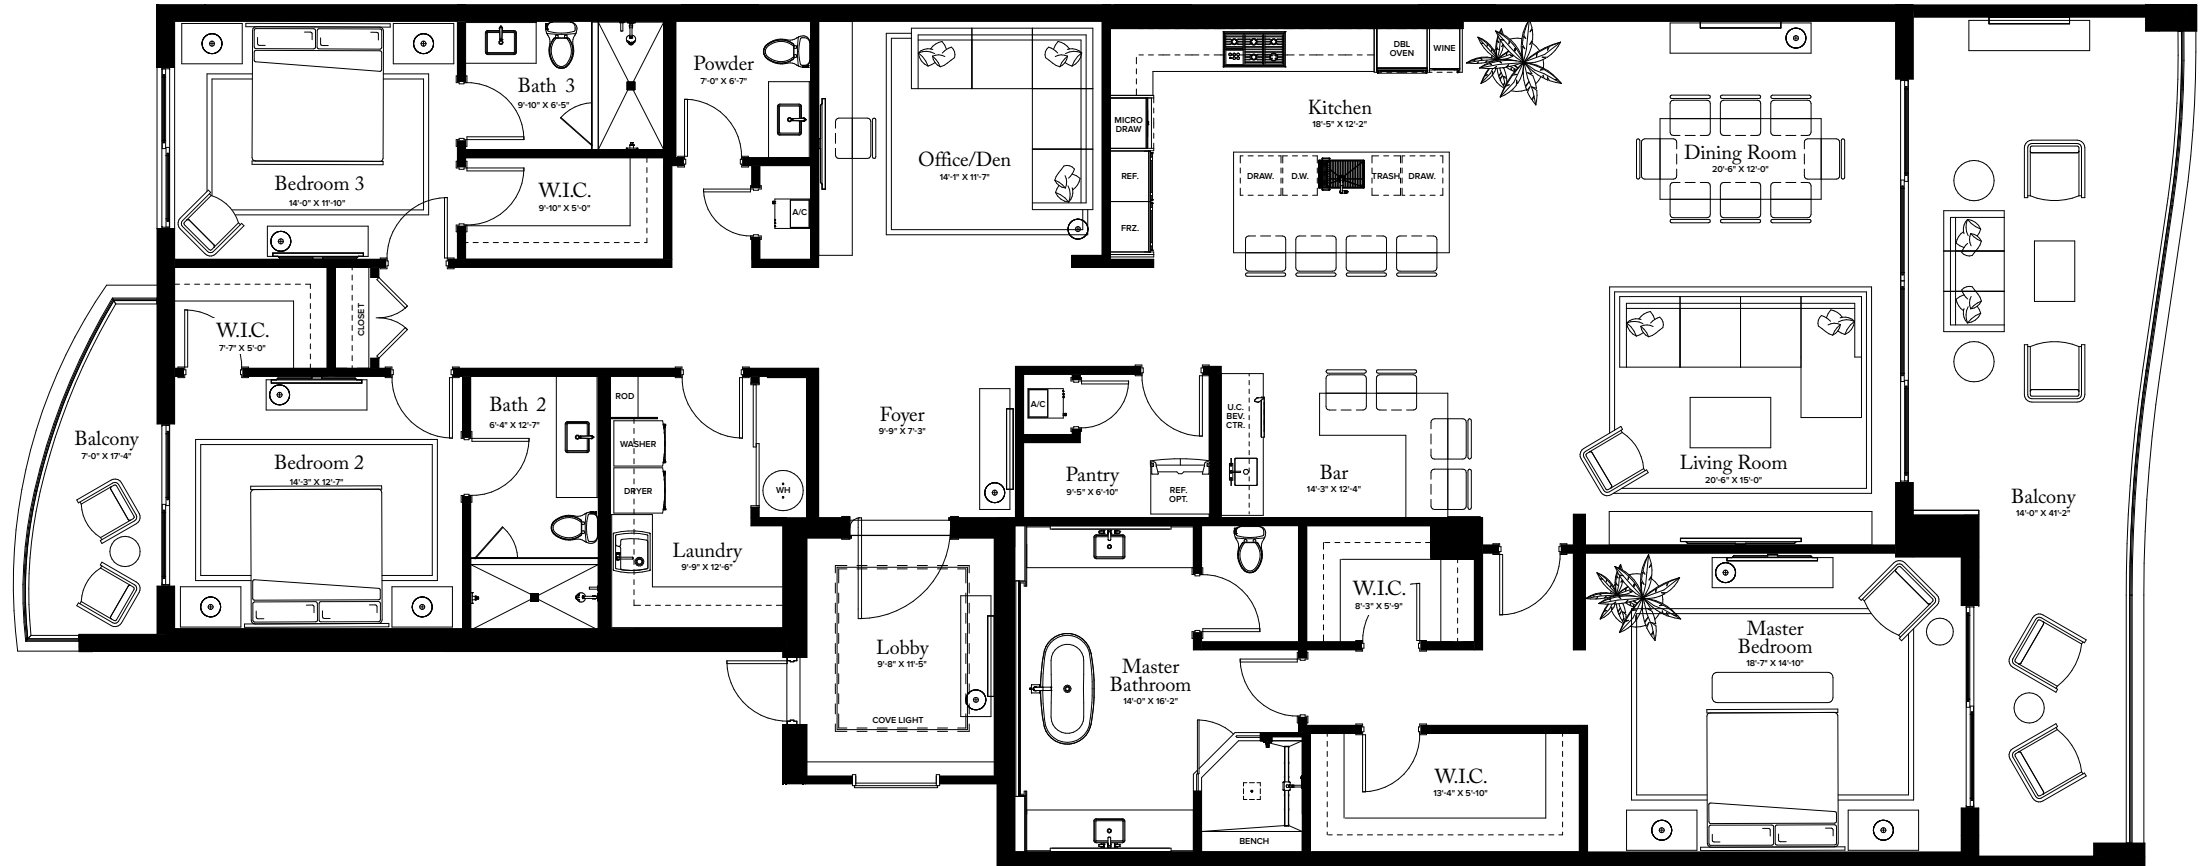 Bedroom 3
14'-0" X 11'-10"
Bath 3
9'-10" X 6'-5"
W.I.C.
9'-10" X 5'-0"
Powder
7'-0" X 6'-7"
A/C
Office/Den
14'-1" X 11'-7"
DBL
OVEN
WINE
MICRO
DRAW
REF.
FRZ.
Kitchen
18'-5" X 12'-2"
DRAW.
D.W.
TRASH
DRAW.
Dining Room
20'-6" X 12'-0"
W.I.C.
7'-7" X 5'-0"
CLOSET
Balcony
7'-0" X 17'-4"
Bedroom 2
14'-3" X 12'-7"
Bath 2
6'-4" X 12'-7"
ROD
WASHER
DRYER
WH
Laundry
9'-9" X 12'-6"
Foyer
9'-9" X 7'-3"
A/C
Pantry
9'-5" X 6'-10"
REF.
OPT.
U.C.
BEV.
CTR.
Bar
14'-3" X 12'-4"
Living Room
20'-6" X 15'-0"
Balcony
14'-0" X 41'-2"
Lobby
9'-8" X 11'-5"
COVE LIGHT
Master
Bathroom
14'-0" X 16'-2"
BENCH
W.I.C.
8'-3" X 5'-9"
W.I.C.
13'-4" X 5'-10"
Master
Bedroom
18'-7" X 14'-10"